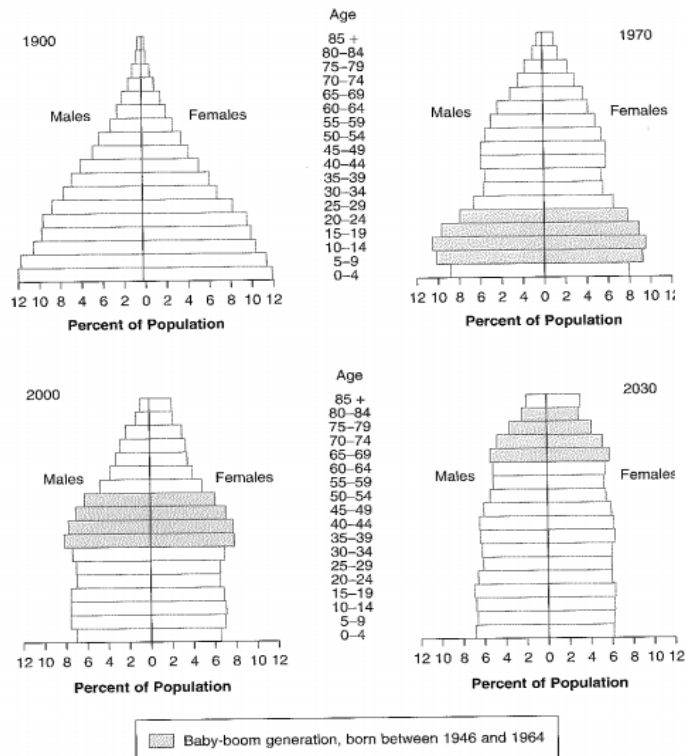 Age
1900
1970
85 +
80–84
75–79
70–74
65–69
60–64
55–59
50–54
45–49
40–44
35–39
30–34
25–29
20–24
15–19
10–14
5–9
0–4
Males
Females
Males
Females
12 10 8 6 4 2 0 2 4 6 8 10 12
12 10 8 6 4 2 0 2 4 6 8 10 12
Percent of Population
Percent of Population
Age
2000
2030
85 +
80–84
75–79
70–74
65–69
60–64
55–59
50–54
45–49
40–44
35–39
30–34
25–29
20–24
15–19
10–14
5–9
0–4
Males
Females
Males
Females
12 10 8 6 4 2 0 2 4 6 8 10 12
12 10 8 6 4 2 0 2 4 6 8 10 12
Percent of Population
Percent of Population
Baby-boom generation, born between 1946 and 1964